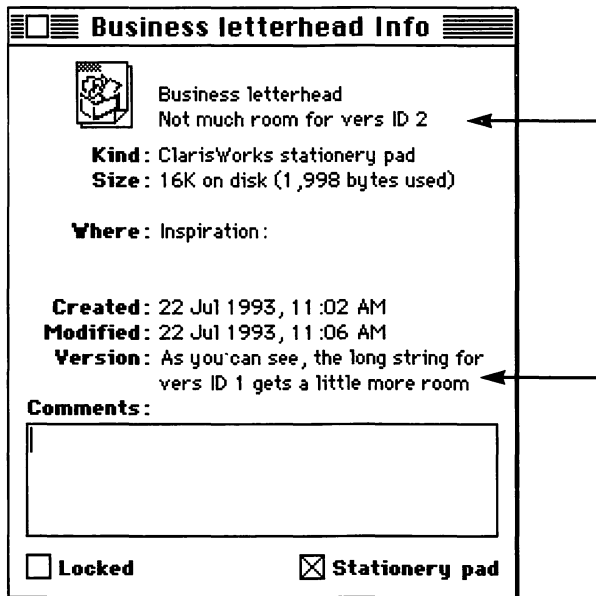 Business letterhead Info
Business letterhead
Not much room for vers ID 2
Kind: ClarisWorks stationery pad
Size: 16K on disk (1,998 bytes used)
Where: Inspiration:
Created: 22 Jul 1993, 11:02 AM
Modified: 22 Jul 1993, 11:06 AM
Version: As you can see, the long string for
vers ID 1 gets a little more room
Comments:
Locked
Stationery pad